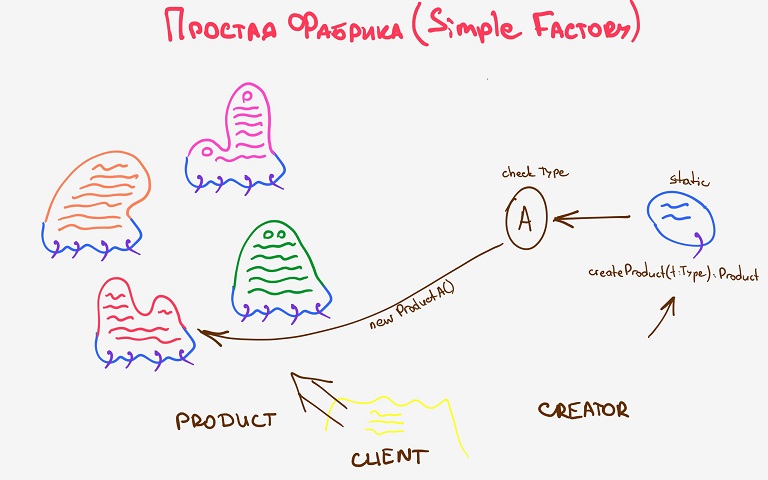 Простая Фабрика (Simple Factory)
check Type
static
A
createProduct(t:Type):Product
new ProductA()
PRODUCT
CREATOR
CLIENT